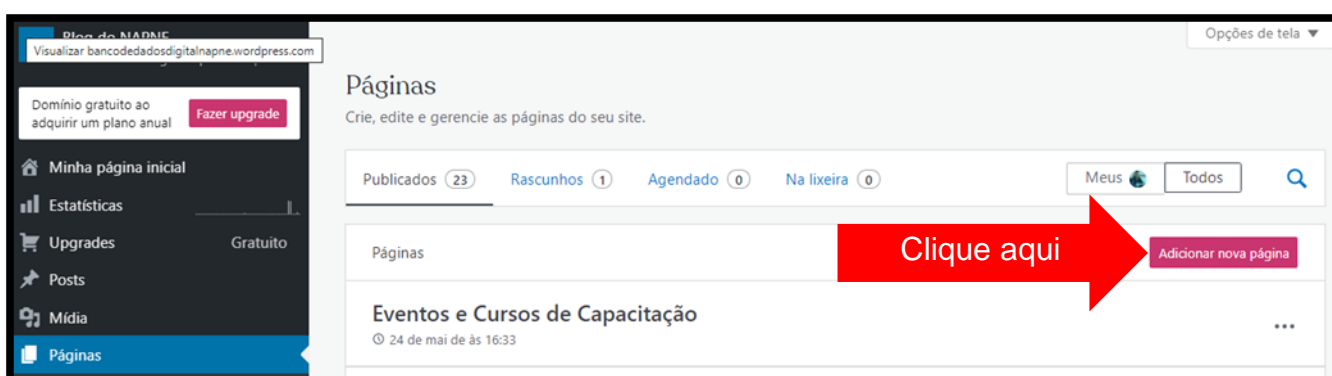 Blog do NAPNE
Visualizar bancodedadosdigitalnapne.wordpress.com
Domínio gratuito ao
adquirir um plano anual
Fazer upgrade
Minha página inicial
Estatísticas
Upgrades Gratuito
Posts
Mídia
Páginas
Opções de tela ▼
Páginas
Crie, edite e gerencie as páginas do seu site.
Publicados 23 Rascunhos 1 Agendado 0 Na lixeira 0 Meus Todos
Páginas
Clique aqui
Adicionar nova página
Eventos e Cursos de Capacitação
24 de mai de às 16:33